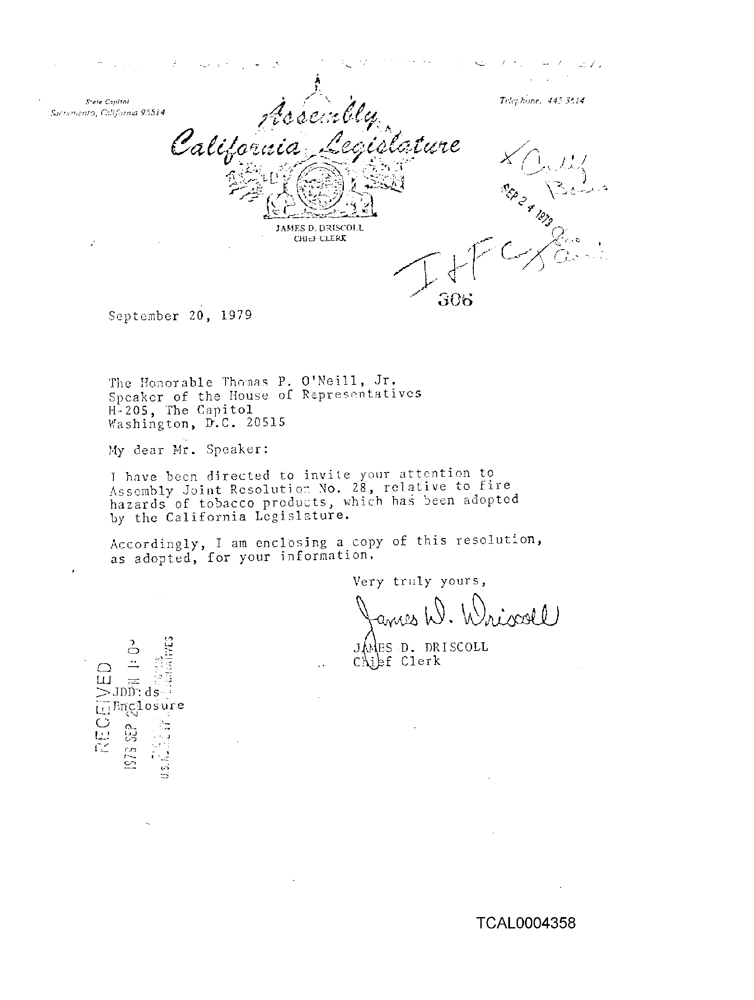 State Capitol
Sacramento, California 95814
Telephone: 445-3614
Assembly
California Legislature
JAMES D. DRISCOLL
CHIEF CLERK
SEP 24 1979
I & FC
306
September 20, 1979
The Honorable Thomas P. O'Neill, Jr.
Speaker of the House of Representatives
H-205, The Capitol
Washington, D.C. 20515
My dear Mr. Speaker:
I have been directed to invite your attention to
Assembly Joint Resolution No. 28, relative to fire
hazards of tobacco products, which has been adopted
by the California Legislature.
Accordingly, I am enclosing a copy of this resolution,
as adopted, for your information.
Very truly yours,
James D. Driscoll
JAMES D. DRISCOLL
Chief Clerk
JDD:ds
Enclosure
RECEIVED
1979 SEP
TCAL0004358